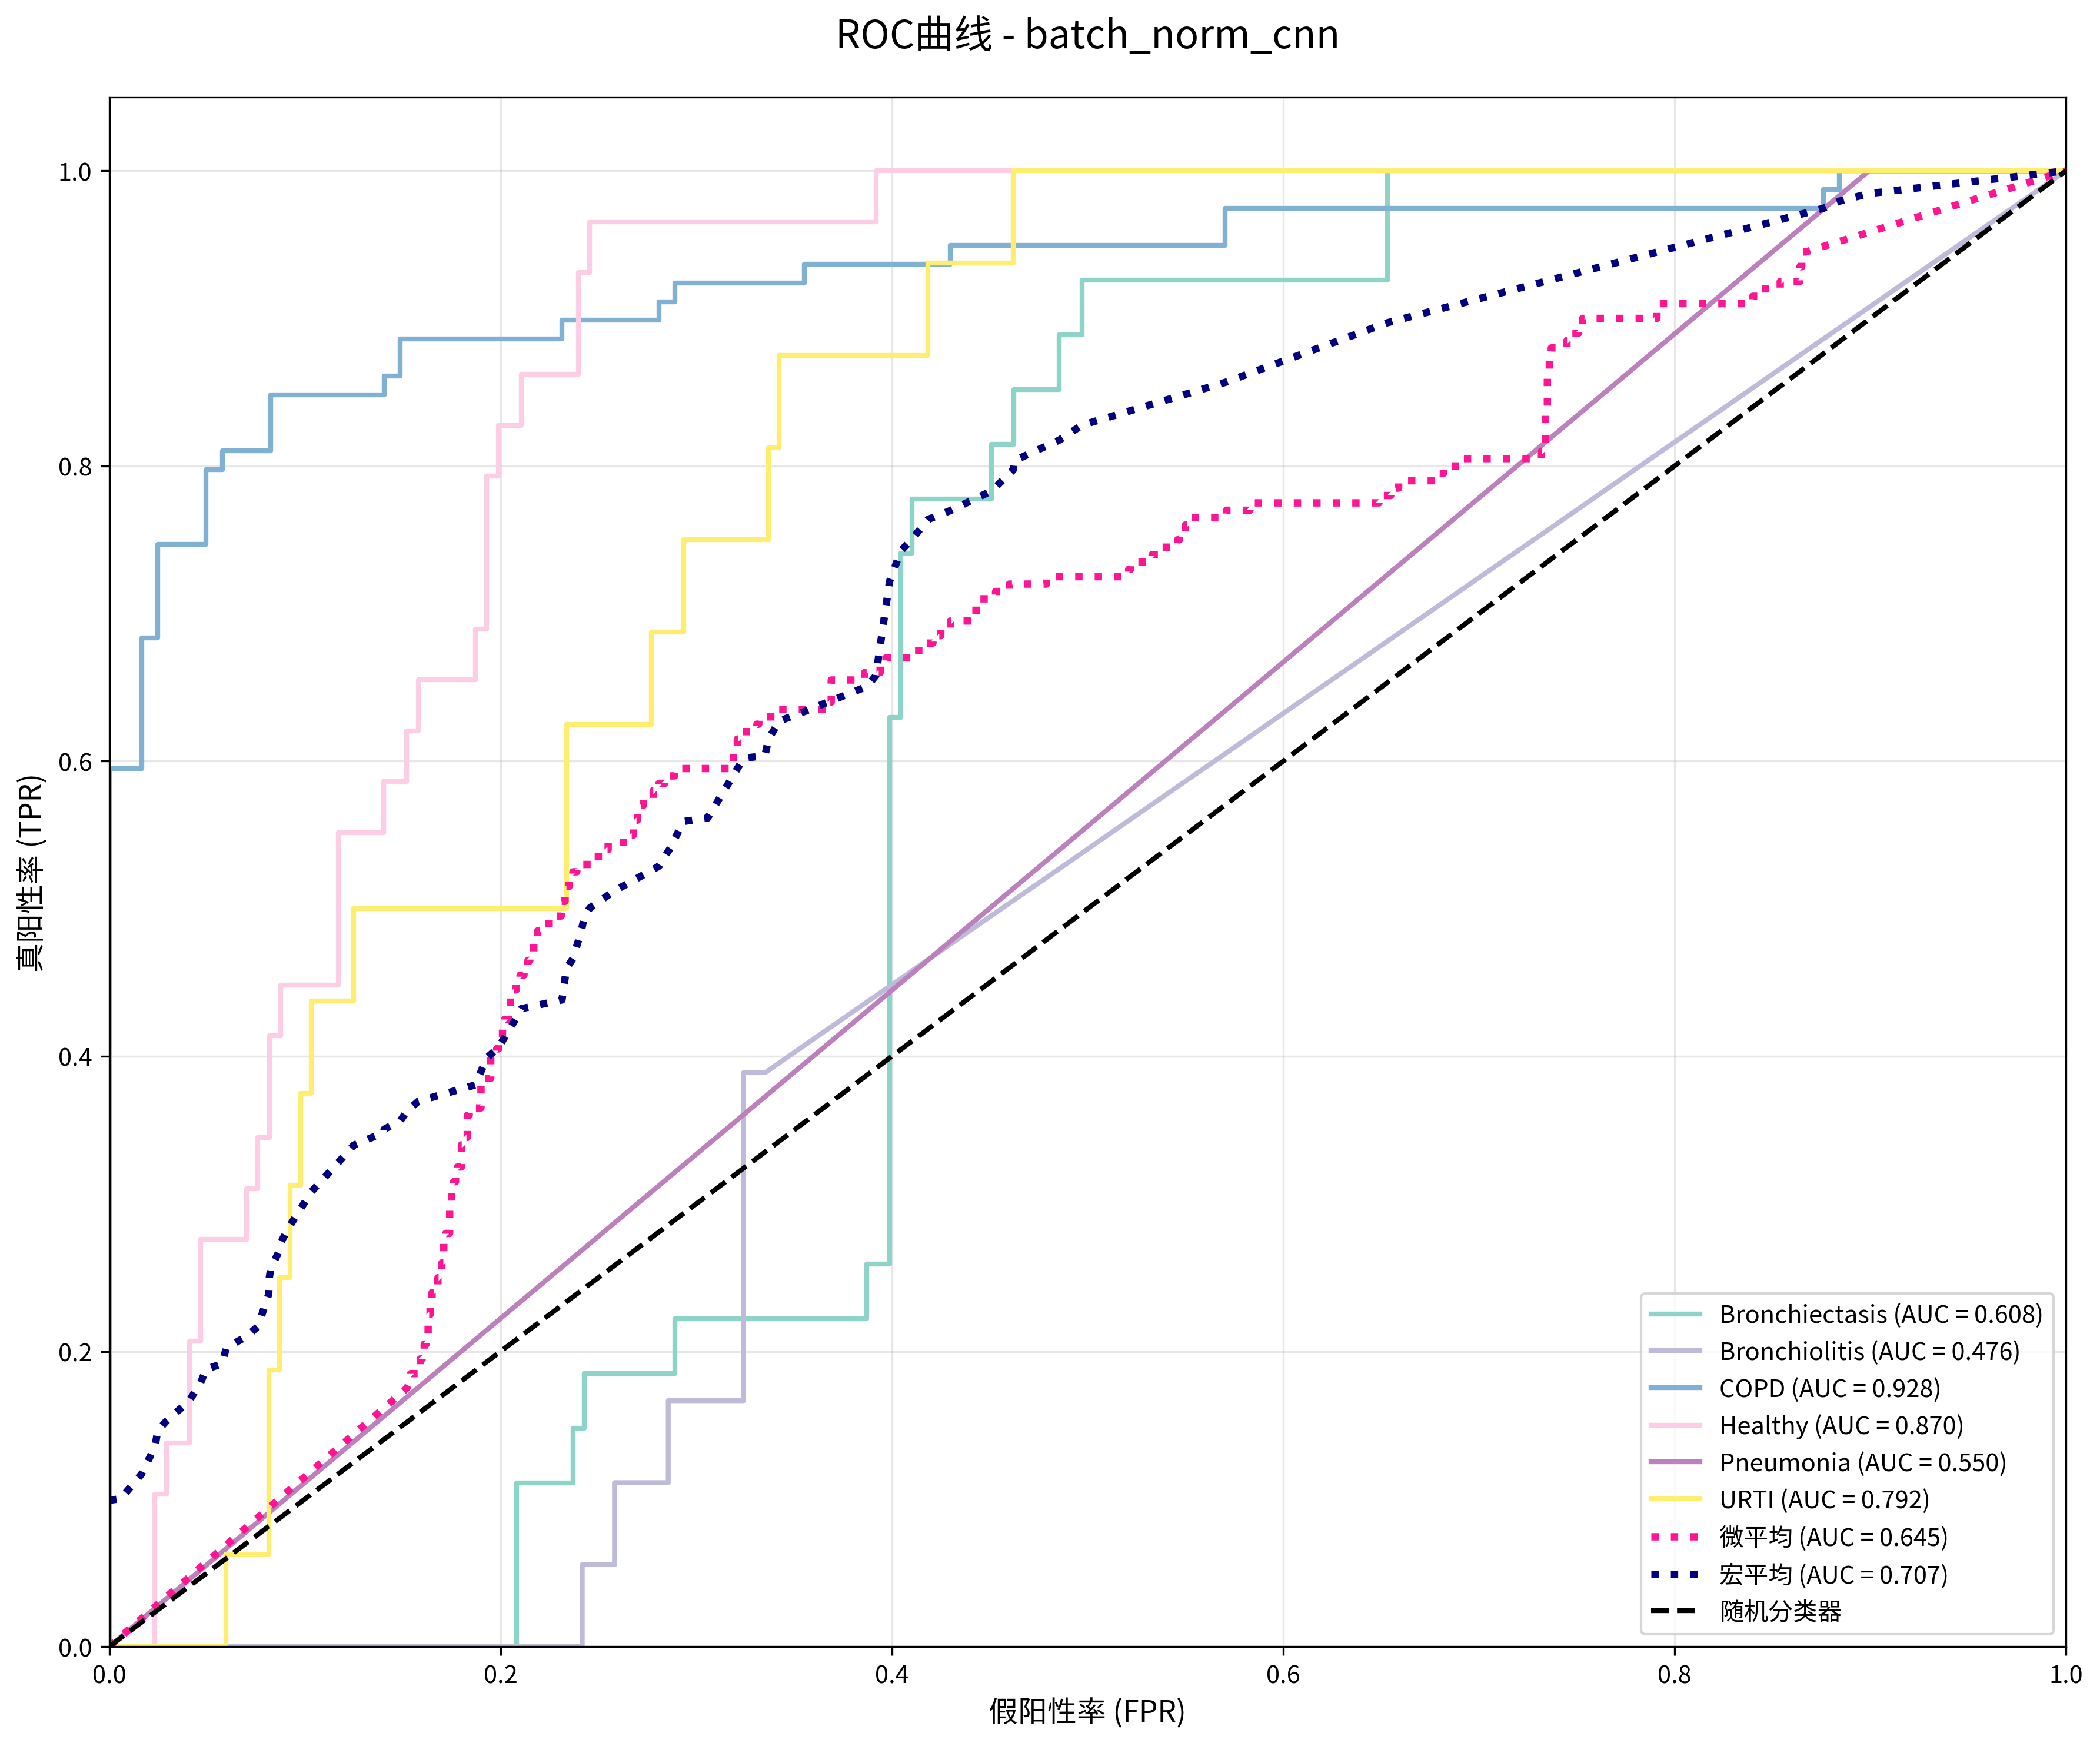 ROC曲线 - batch_norm_cnn
真阳性率 (TPR)
1.0
0.8
0.6
0.4
0.2
0.0
0.0 0.2 0.4 0.6 0.8 1.0
假阳性率 (FPR)
Bronchiectasis (AUC = 0.608)
Bronchiolitis (AUC = 0.476)
COPD (AUC = 0.928)
Healthy (AUC = 0.870)
Pneumonia (AUC = 0.550)
URTI (AUC = 0.792)
微平均 (AUC = 0.645)
宏平均 (AUC = 0.707)
随机分类器